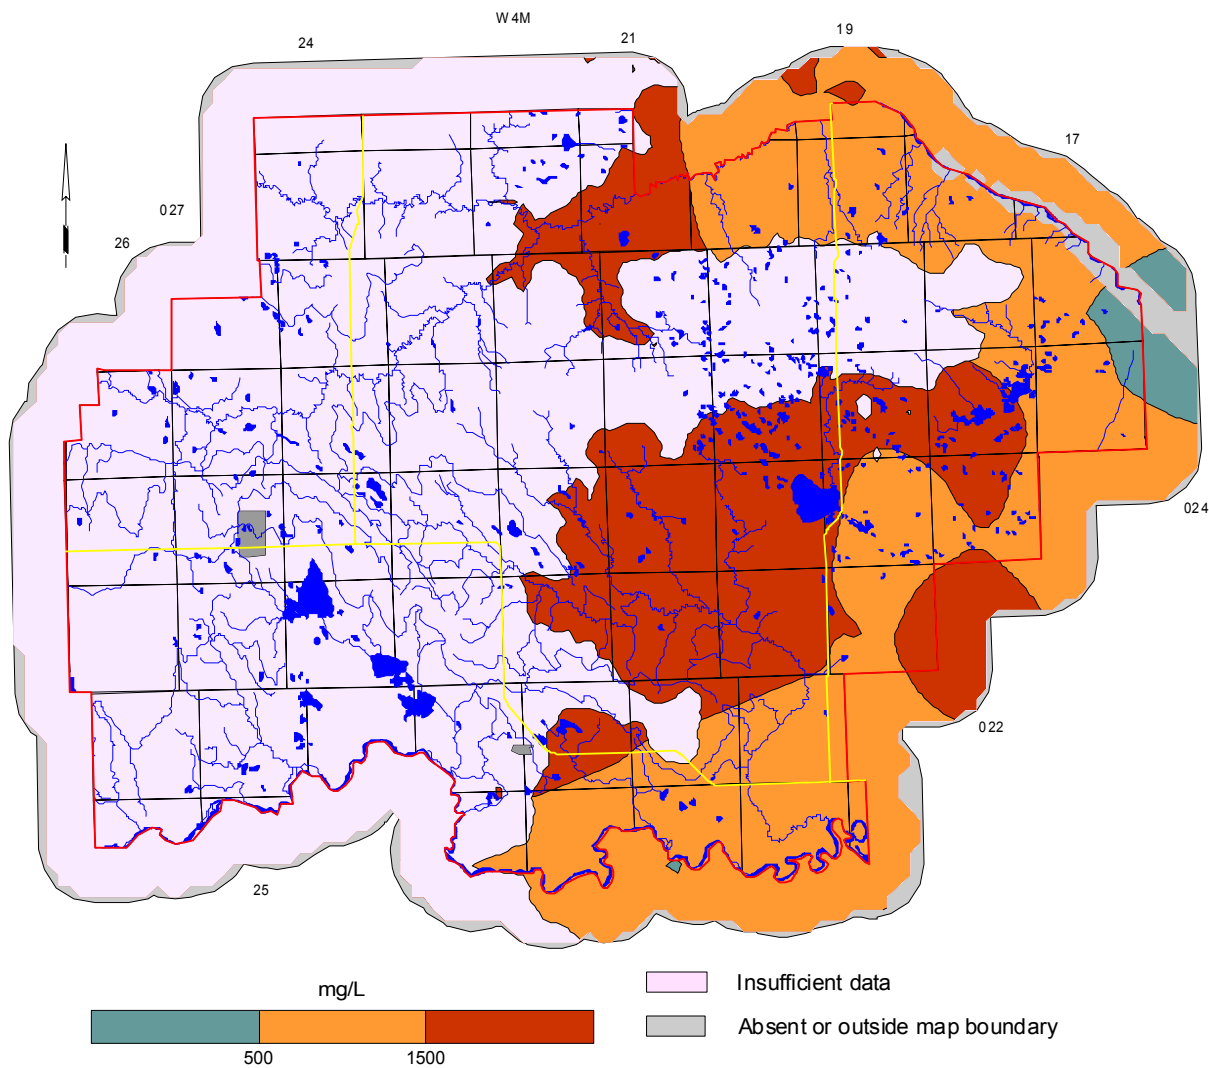 W 4M
24
21
19
17
027
26
024
022
25
mg/L
500
1500
Insufficient data
Absent or outside map boundary